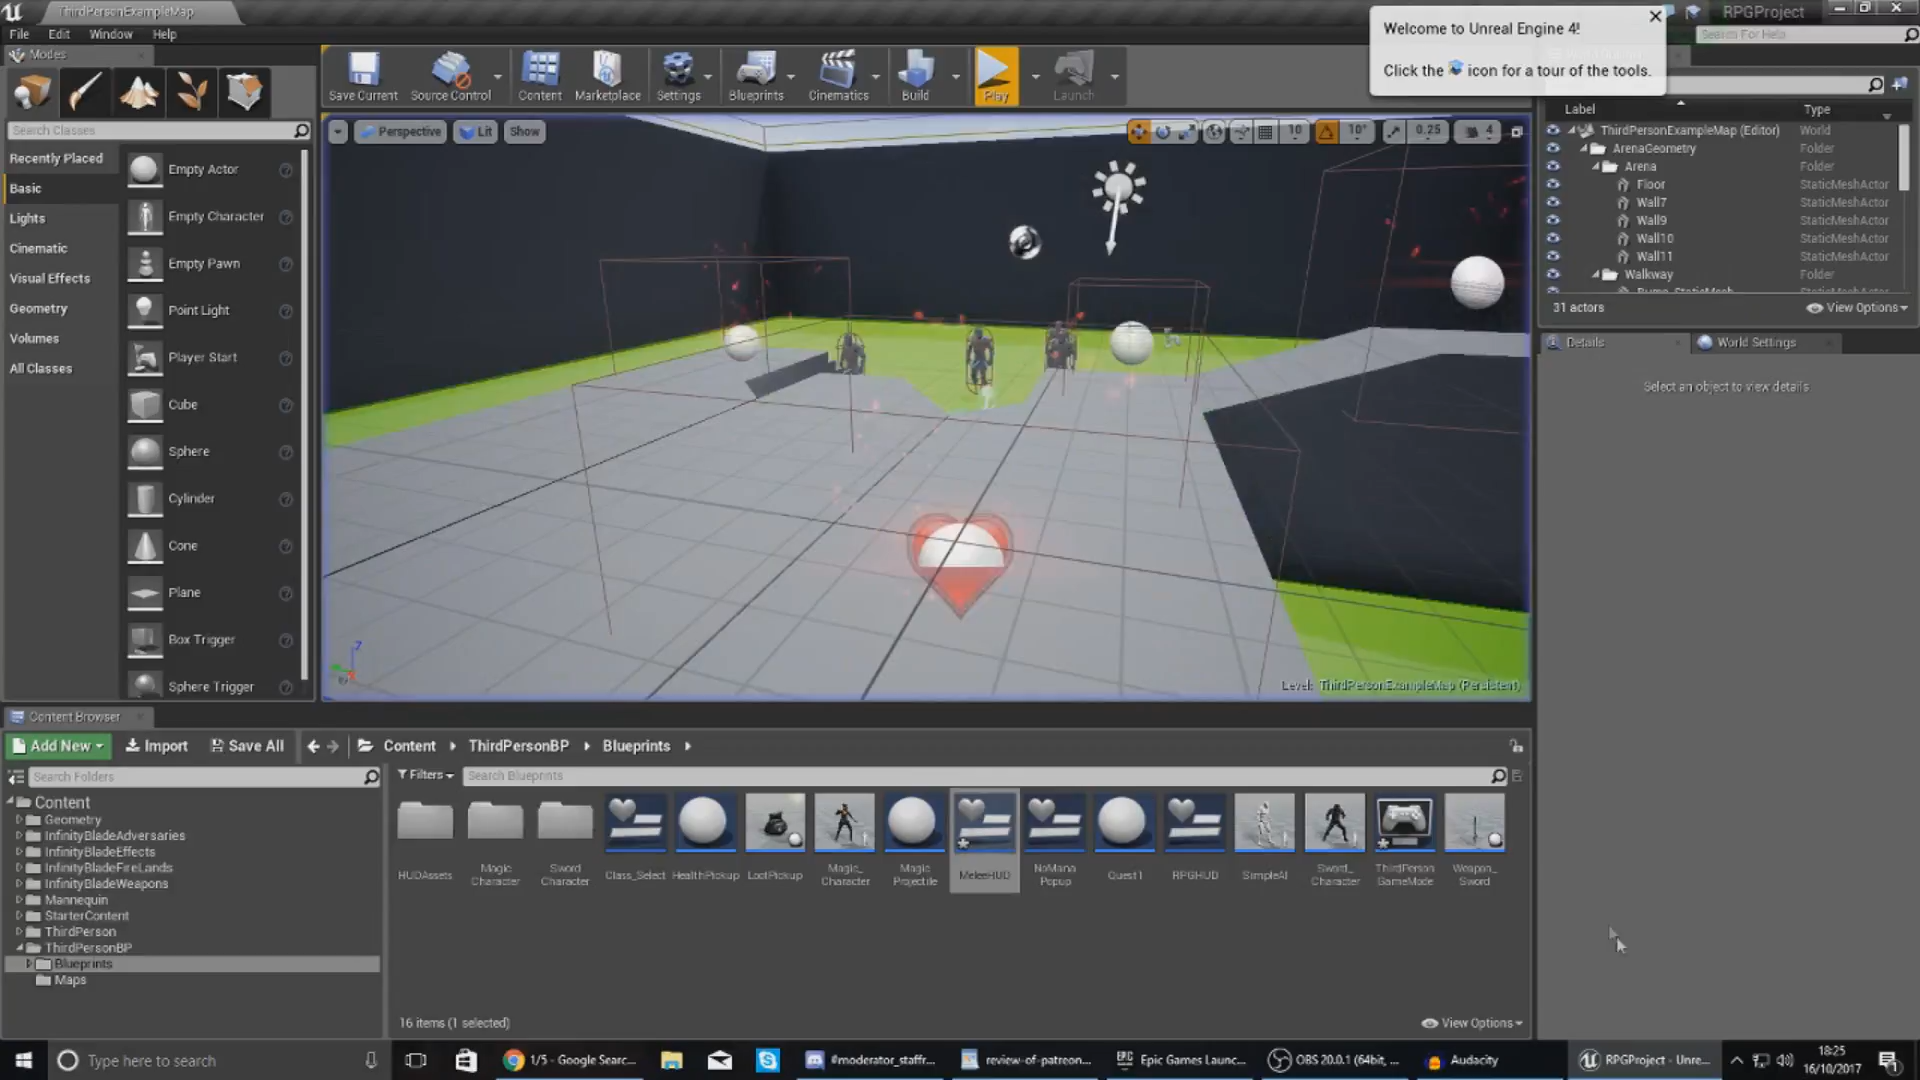 ThirdPersonExampleMap
RPGProject
File Edit Window Help
Search For Help
Welcome to Unreal Engine 4!
Click the icon for a tour of the tools.
Modes
Save Current Source Control Content Marketplace Settings Blueprints Cinematics Build Play Launch
Search Classes
Recently Placed
Basic
Lights
Cinematic
Visual Effects
Geometry
Volumes
All Classes
Empty Actor
Empty Character
Empty Pawn
Point Light
Player Start
Cube
Sphere
Cylinder
Cone
Plane
Box Trigger
Sphere Trigger
Perspective Lit Show
10 10° 0.25 4
Z
Level: ThirdPersonExampleMap (Persistent)
Label Type
ThirdPersonExampleMap (Editor) World
ArenaGeometry Folder
Arena Folder
Floor StaticMeshActor
Wall7 StaticMeshActor
Wall9 StaticMeshActor
Wall10 StaticMeshActor
Wall11 StaticMeshActor
Walkway Folder
Bump_StaticMesh
31 actors View Options
Details World Settings
Select an object to view details
Content Browser
Add New Import Save All Content ThirdPersonBP Blueprints
Search Folders
Filters Search Blueprints
Content
Geometry
InfinityBladeAdversaries
InfinityBladeEffects
InfinityBladeFireLands
InfinityBladeWeapons
Mannequin
StarterContent
ThirdPerson
ThirdPersonBP
Blueprints
Maps
HUDAssets
Magic
Character
Sword
Character
Class_Select
HealthPickup
LootPickup
Magic_
Character
Magic
Projectile
MeleeHUD
NoMana
Popup
Quest1
RPGHUD
SimpleAI
Sword_
Character
ThirdPerson
GameMode
Weapon_
Sword
16 items (1 selected) View Options
Type here to search
1/5 - Google Searc...
#moderator_staffr...
review-of-patreon...
Epic Games Launc...
OBS 20.0.1 (64bit, ...
Audacity
RPGProject - Unre...
18:25
16/10/2017
1